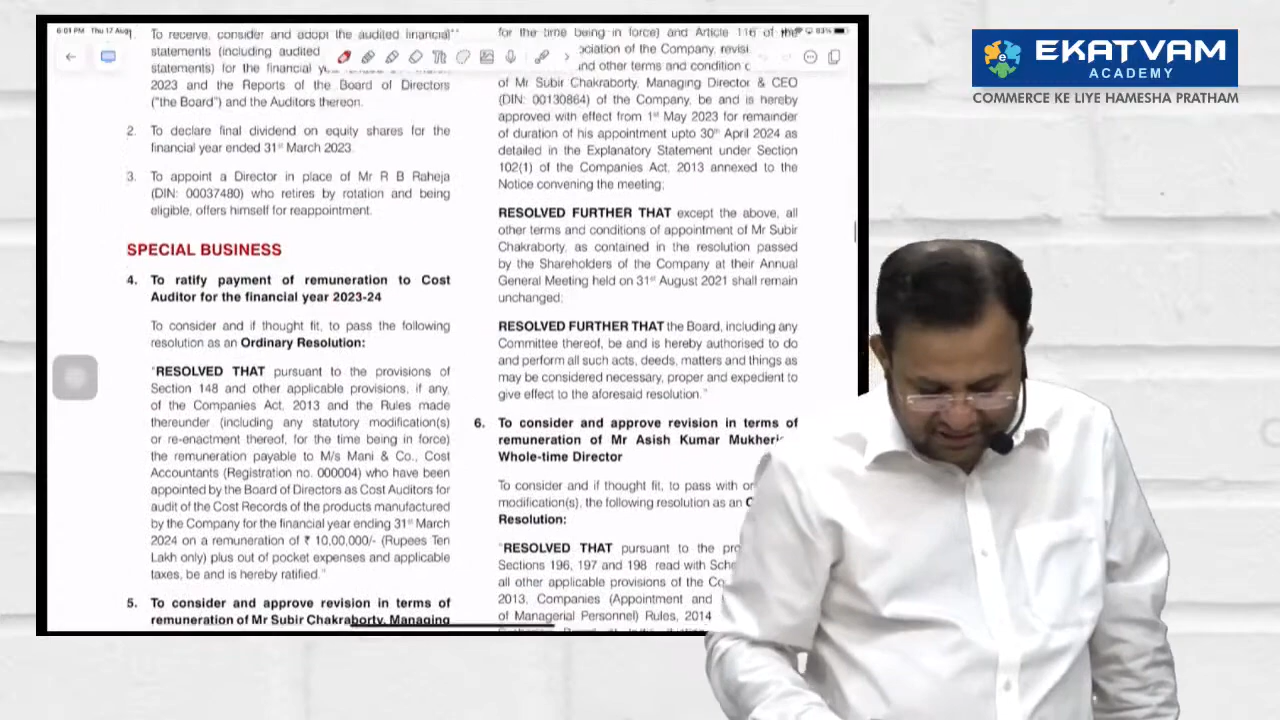 6:01 PM Thu 17 Aug
83%
1. To receive, consider and adopt the audited financial
statements (including audited
statements) for the financial
2023 and the Reports of the Board of Directors
("the Board") and the Auditors thereon.
2. To declare final dividend on equity shares for the
financial year ended 31st March 2023.
3. To appoint a Director in place of Mr R B Raheja
(DIN: 00037480) who retires by rotation and being
eligible, offers himself for reappointment.
SPECIAL BUSINESS
4. To ratify payment of remuneration to Cost
Auditor for the financial year 2023-24
To consider and if thought fit, to pass the following
resolution as an Ordinary Resolution:
"RESOLVED THAT pursuant to the provisions of
Section 148 and other applicable provisions, if any,
of the Companies Act, 2013 and the Rules made
thereunder (including any statutory modification(s)
or re-enactment thereof, for the time being in force)
the remuneration payable to M/s Mani & Co., Cost
Accountants (Registration no. 000004) who have been
appointed by the Board of Directors as Cost Auditors for
audit of the Cost Records of the products manufactured
by the Company for the financial year ending 31st March
2024 on a remuneration of ₹ 10,00,000/- (Rupees Ten
Lakh only) plus out of pocket expenses and applicable
taxes, be and is hereby ratified."
5. To consider and approve revision in terms of
remuneration of Mr Subir Chakraborty, Managing
for the time being in force) and Article 116 of the
of the Company,
and other terms and condition
of Mr Subir Chakraborty, Managing Director & CEO
(DIN: 00130864) of the Company, be and is hereby
approved with effect from 1st May 2023 for remainder
of duration of his appointment upto 30th April 2024 as
detailed in the Explanatory Statement under Section
102(1) of the Companies Act, 2013 annexed to the
Notice convening the meeting;
RESOLVED FURTHER THAT except the above, all
other terms and conditions of appointment of Mr Subir
Chakraborty, as contained in the resolution passed
by the Shareholders of the Company at their Annual
General Meeting held on 31st August 2021 shall remain
unchanged;
RESOLVED FURTHER THAT the Board, including any
Committee thereof, be and is hereby authorised to do
and perform all such acts, deeds, matters and things as
may be considered necessary, proper and expedient to
give effect to the aforesaid resolution."
6. To consider and approve revision in terms of
remuneration of Mr Asish Kumar
Whole-time Director
To consider and if thought fit, to pass with or
modification(s), the following resolution as an
Resolution:
"RESOLVED THAT pursuant to the
Sections 196, 197 and 198 read with
all other applicable provisions of the
2013, Companies (Appointment and
of Managerial Personnel) Rules, 2014
EKATVAM
ACADEMY
COMMERCE KE LIYE HAMESHA PRATHAM